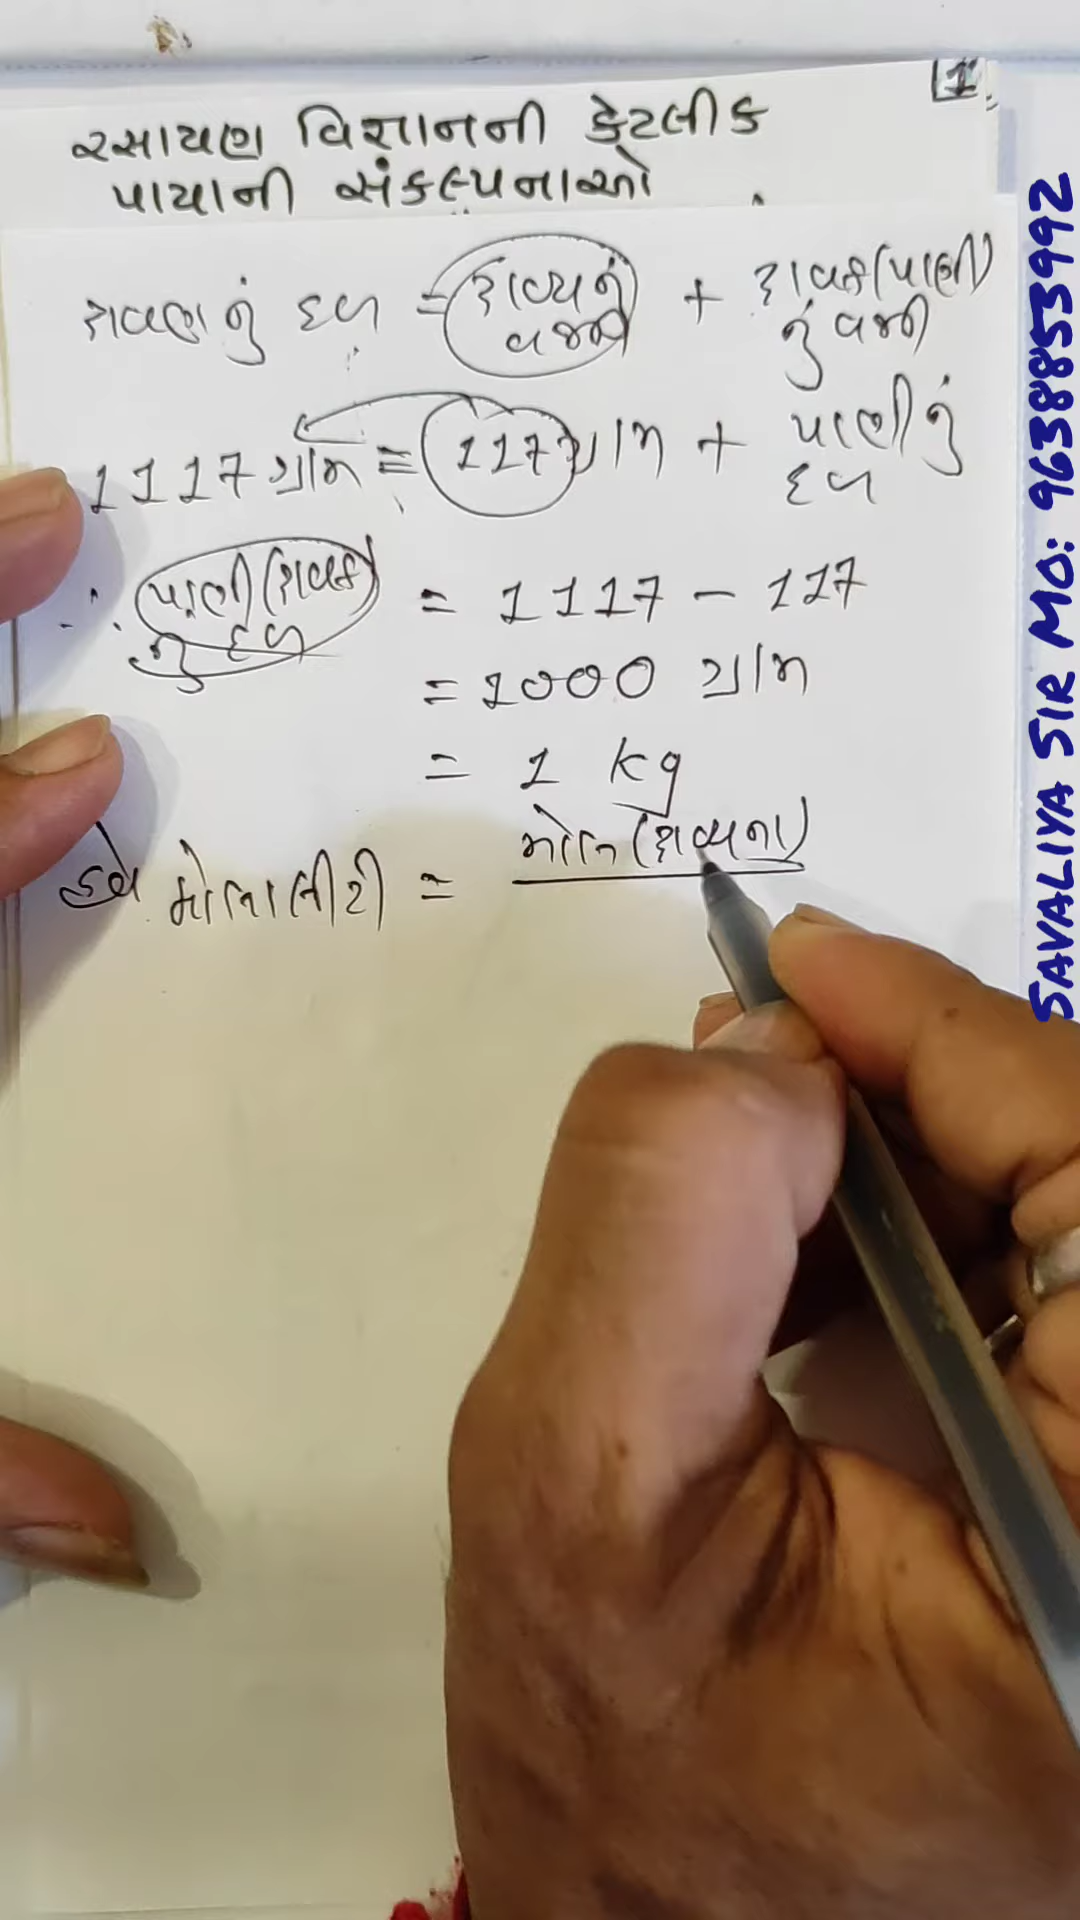 1
રસાયણ વિજ્ઞાનની કેટલીક
પાયાની સંકલ્પનાઓ
દ્રાવણનું દળ = દ્રાવ્યનું વજન + દ્રાવક(પાણી)નું વજન
1117 ગ્રામ = 117 ગ્રામ + પાણીનું દળ
∴ પાણી(દ્રાવક)નું દળ = 1117 - 117
= 1000 ગ્રામ
= 1 kg
હવે મોલાલીટી = મોલ (દ્રાવ્યના)
SAVALIYA SIR MO: 9638853992